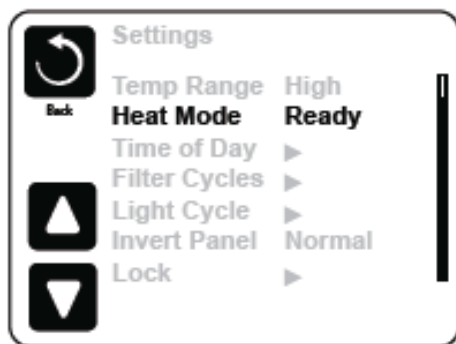 Settings
Back
Temp Range High
Heat Mode Ready
Time of Day ▶
Filter Cycles ▶
Light Cycle ▶
Invert Panel Normal
Lock ▶